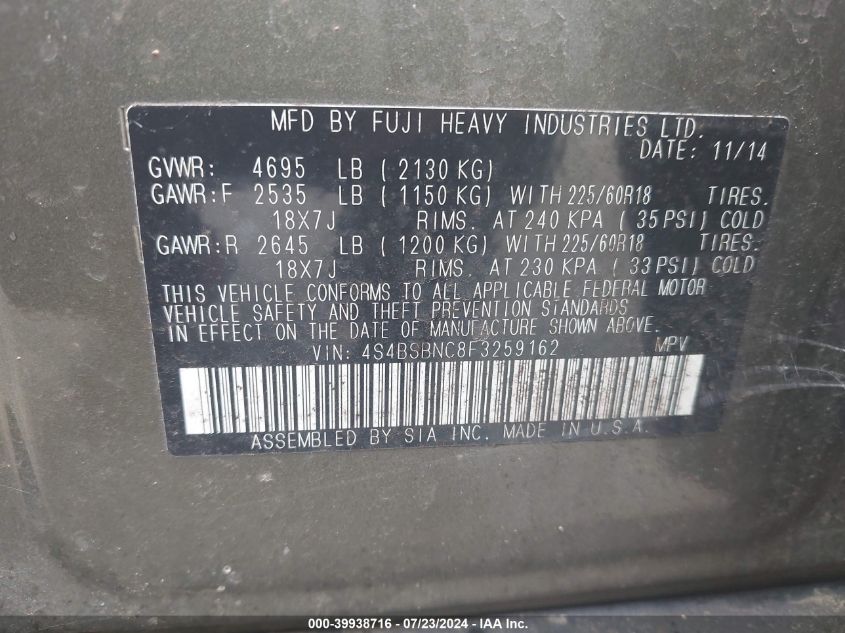 MFD BY FUJI HEAVY INDUSTRIES LTD.
DATE: 11/14
GVWR: 4695 LB ( 2130 KG)
GAWR:F 2535 LB ( 1150 KG) WITH 225/60R18 TIRES.
18X7J RIMS. AT 240 KPA ( 35 PSI) COLD
GAWR:R 2645 LB ( 1200 KG) WITH 225/60R18 TIRES.
18X7J RIMS. AT 230 KPA ( 33 PSI) COLD
THIS VEHICLE CONFORMS TO ALL APPLICABLE FEDERAL MOTOR
VEHICLE SAFETY AND THEFT PREVENTION STANDARDS
IN EFFECT ON THE DATE OF MANUFACTURE SHOWN ABOVE.
VIN: 4S4BSBNC8F3259162 MPV
ASSEMBLED BY SIA INC. MADE IN U.S.A.
000-39938716 - 07/23/2024 - IAA Inc.